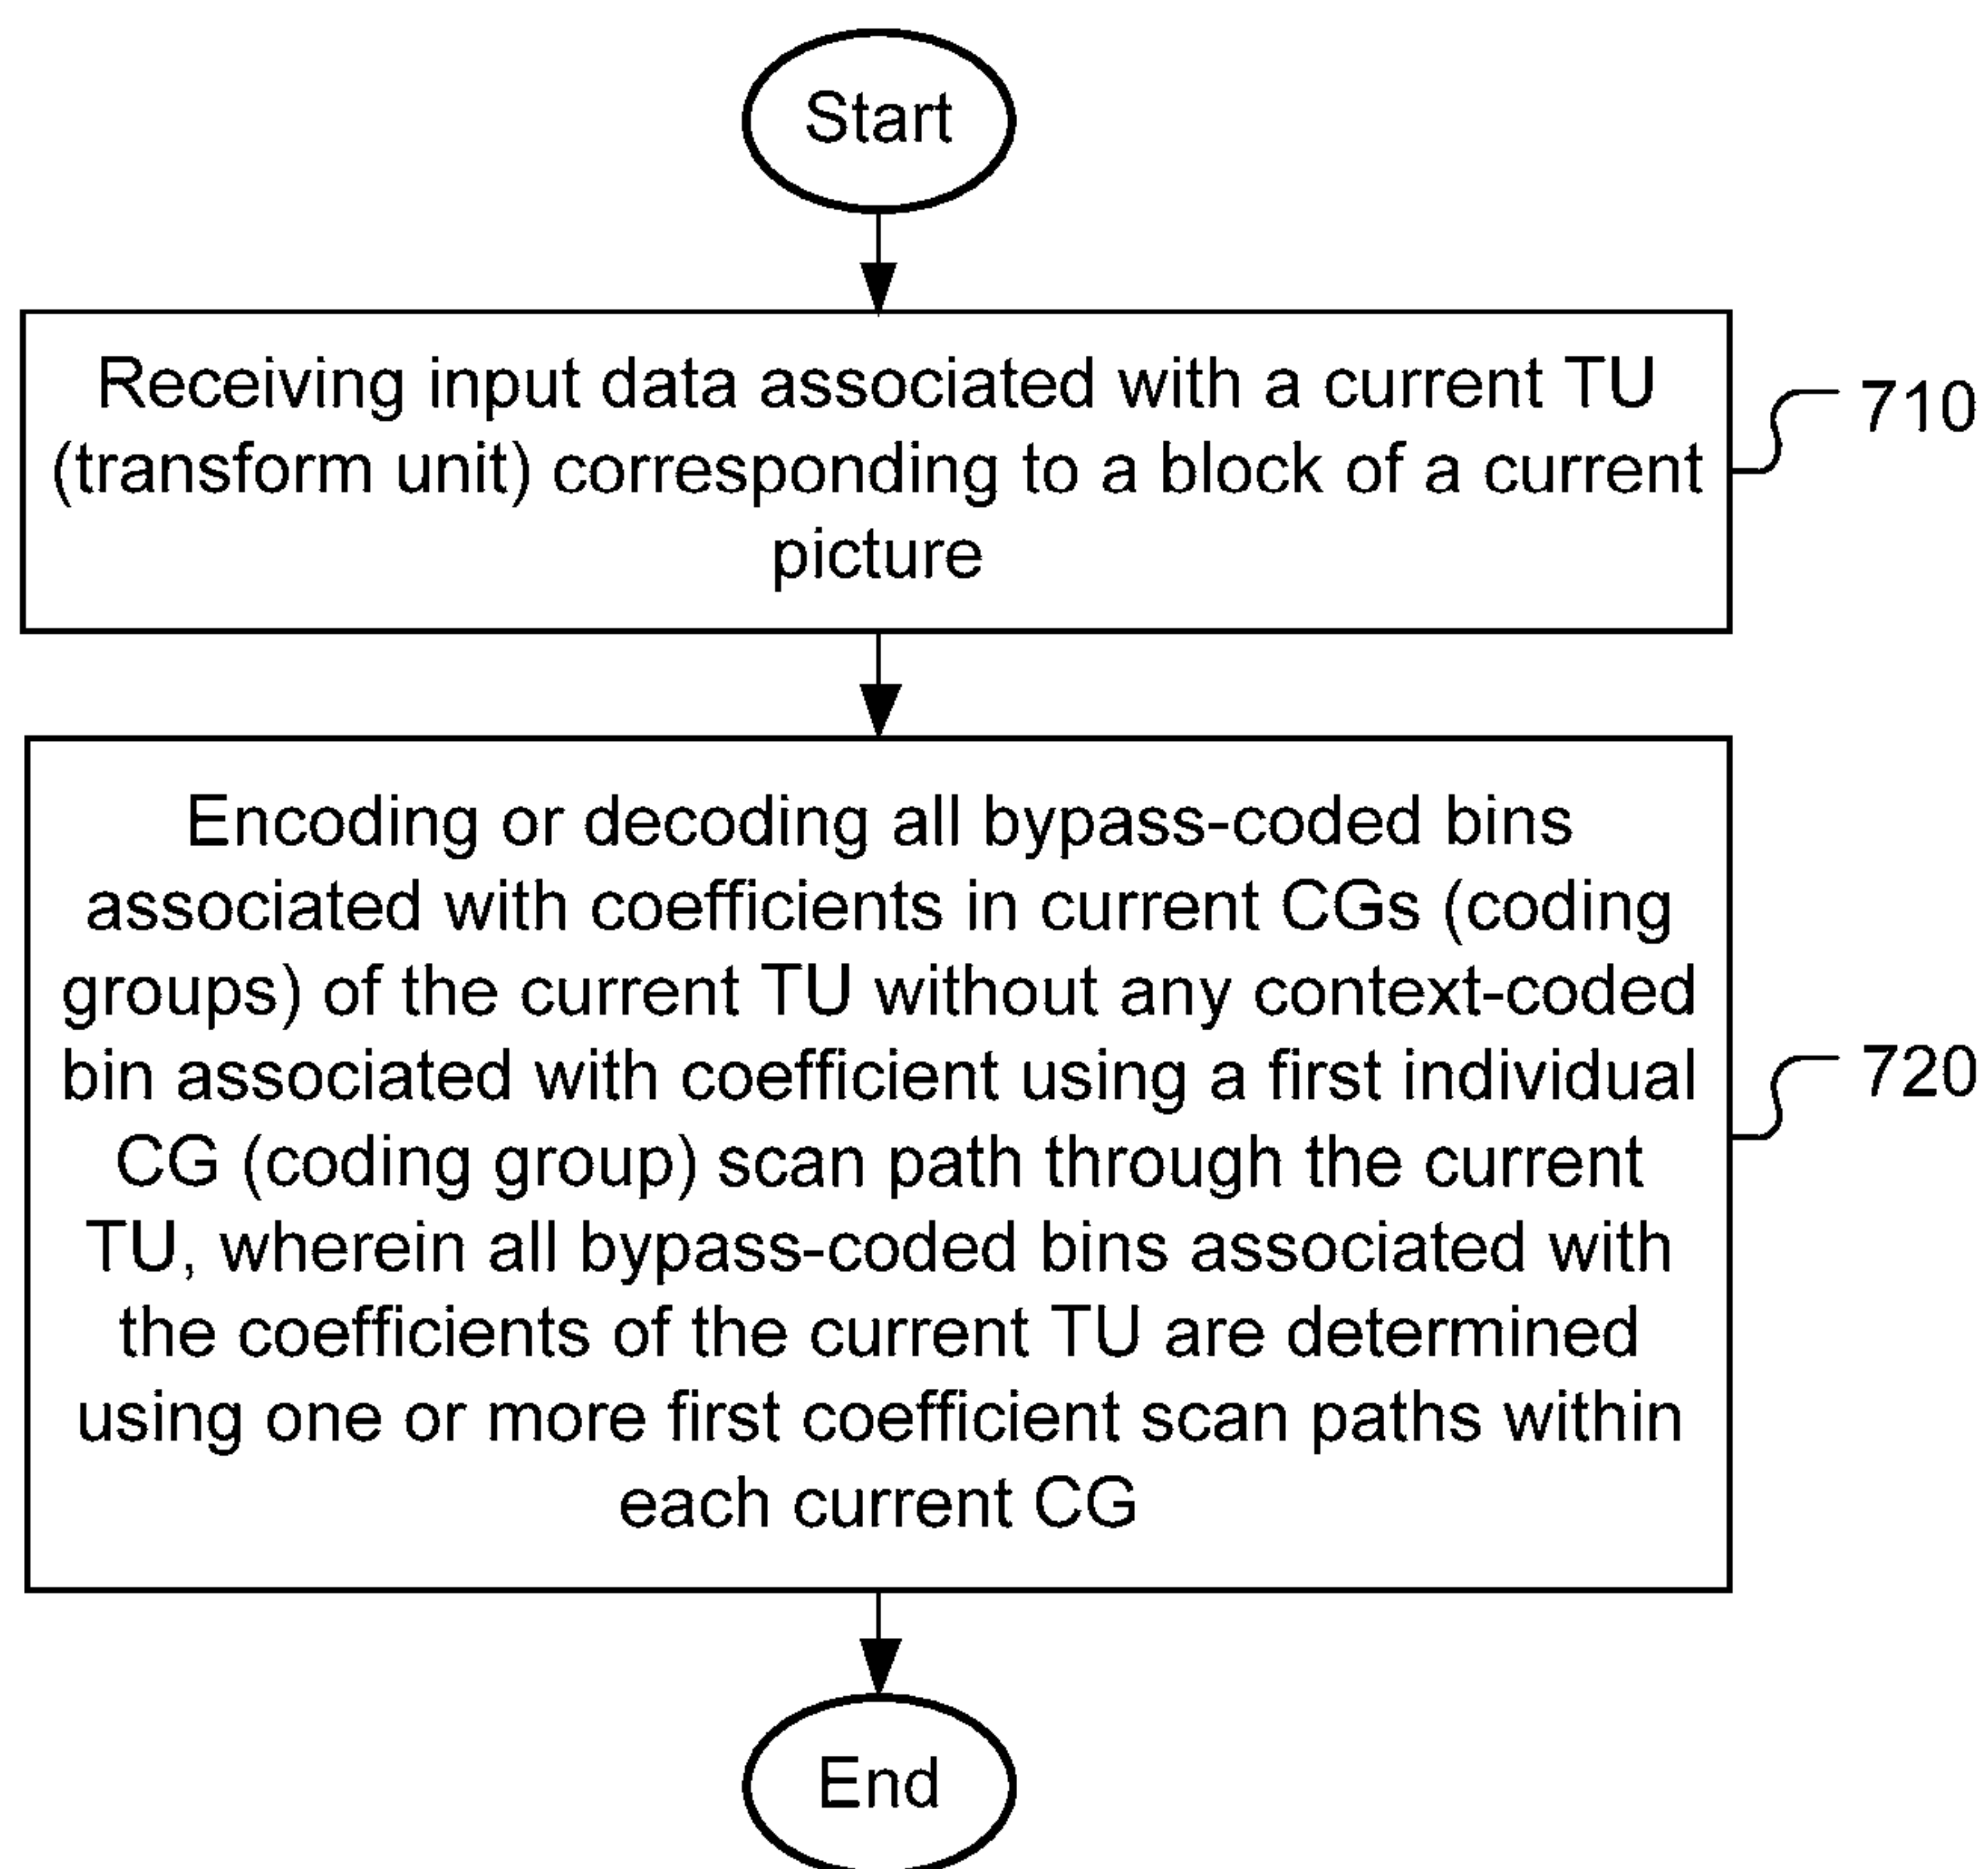 Start
Receiving input data associated with a current TU
(transform unit) corresponding to a block of a current
picture
710
Encoding or decoding all bypass-coded bins
associated with coefficients in current CGs (coding
groups) of the current TU without any context-coded
bin associated with coefficient using a first individual
CG (coding group) scan path through the current
TU, wherein all bypass-coded bins associated with
the coefficients of the current TU are determined
using one or more first coefficient scan paths within
each current CG
720
End